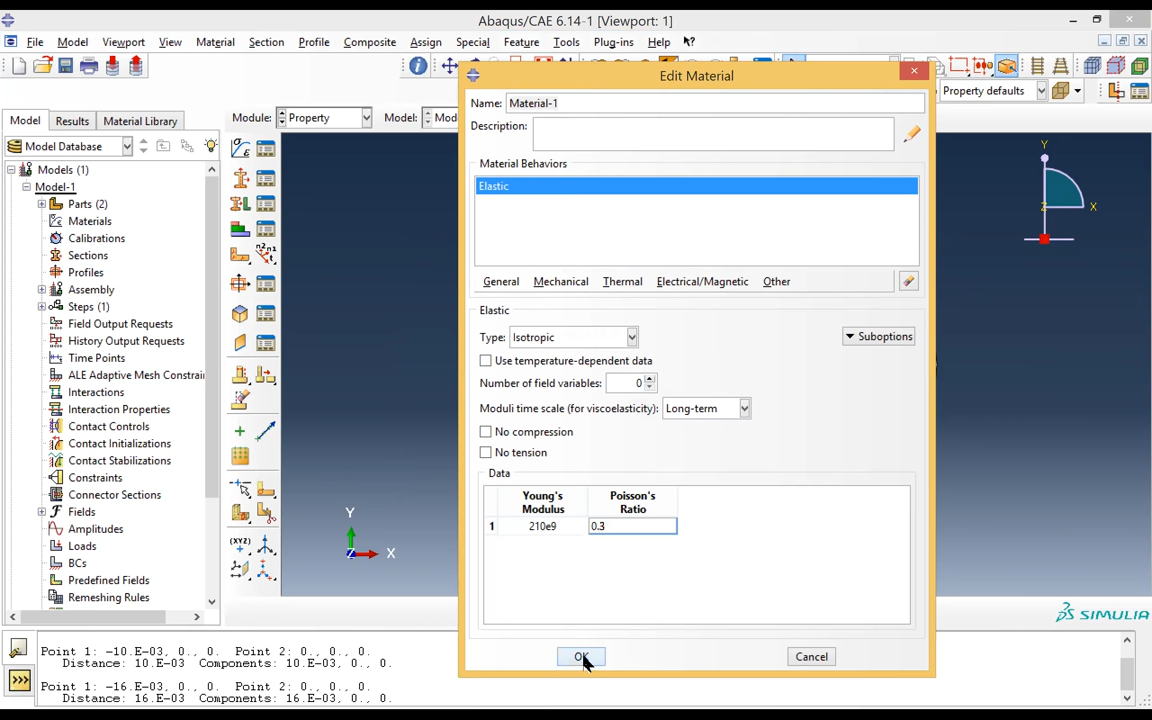 Abaqus/CAE 6.14-1 [Viewport: 1]
File Model Viewport View Material Section Profile Composite Assign Special Feature Tools Plug-ins Help
Edit Material
Property defaults
Model Results Material Library
Module: Property Model:
Name: Material-1
Description:
Model Database
Models (1)
Model-1
Parts (2)
Materials
Calibrations
Sections
Profiles
Assembly
Steps (1)
Field Output Requests
History Output Requests
Time Points
ALE Adaptive Mesh Constrai
Interactions
Interaction Properties
Contact Controls
Contact Initializations
Contact Stabilizations
Constraints
Connector Sections
Fields
Amplitudes
Loads
BCs
Predefined Fields
Remeshing Rules
Material Behaviors
Elastic
General Mechanical Thermal Electrical/Magnetic Other
Elastic
Type: Isotropic
Suboptions
Use temperature-dependent data
Number of field variables: 0
Moduli time scale (for viscoelasticity): Long-term
No compression
No tension
Data
Young's Modulus
Poisson's Ratio
1 210e9 0.3
OK Cancel
Y
X
Z
Y
X
Z
SIMULIA
Point 1: -10.E-03, 0., 0. Point 2: 0., 0., 0.
Distance: 10.E-03 Components: 10.E-03, 0., 0.
Point 1: -16.E-03, 0., 0. Point 2: 0., 0., 0.
Distance: 16.E-03 Components: 16.E-03, 0., 0.